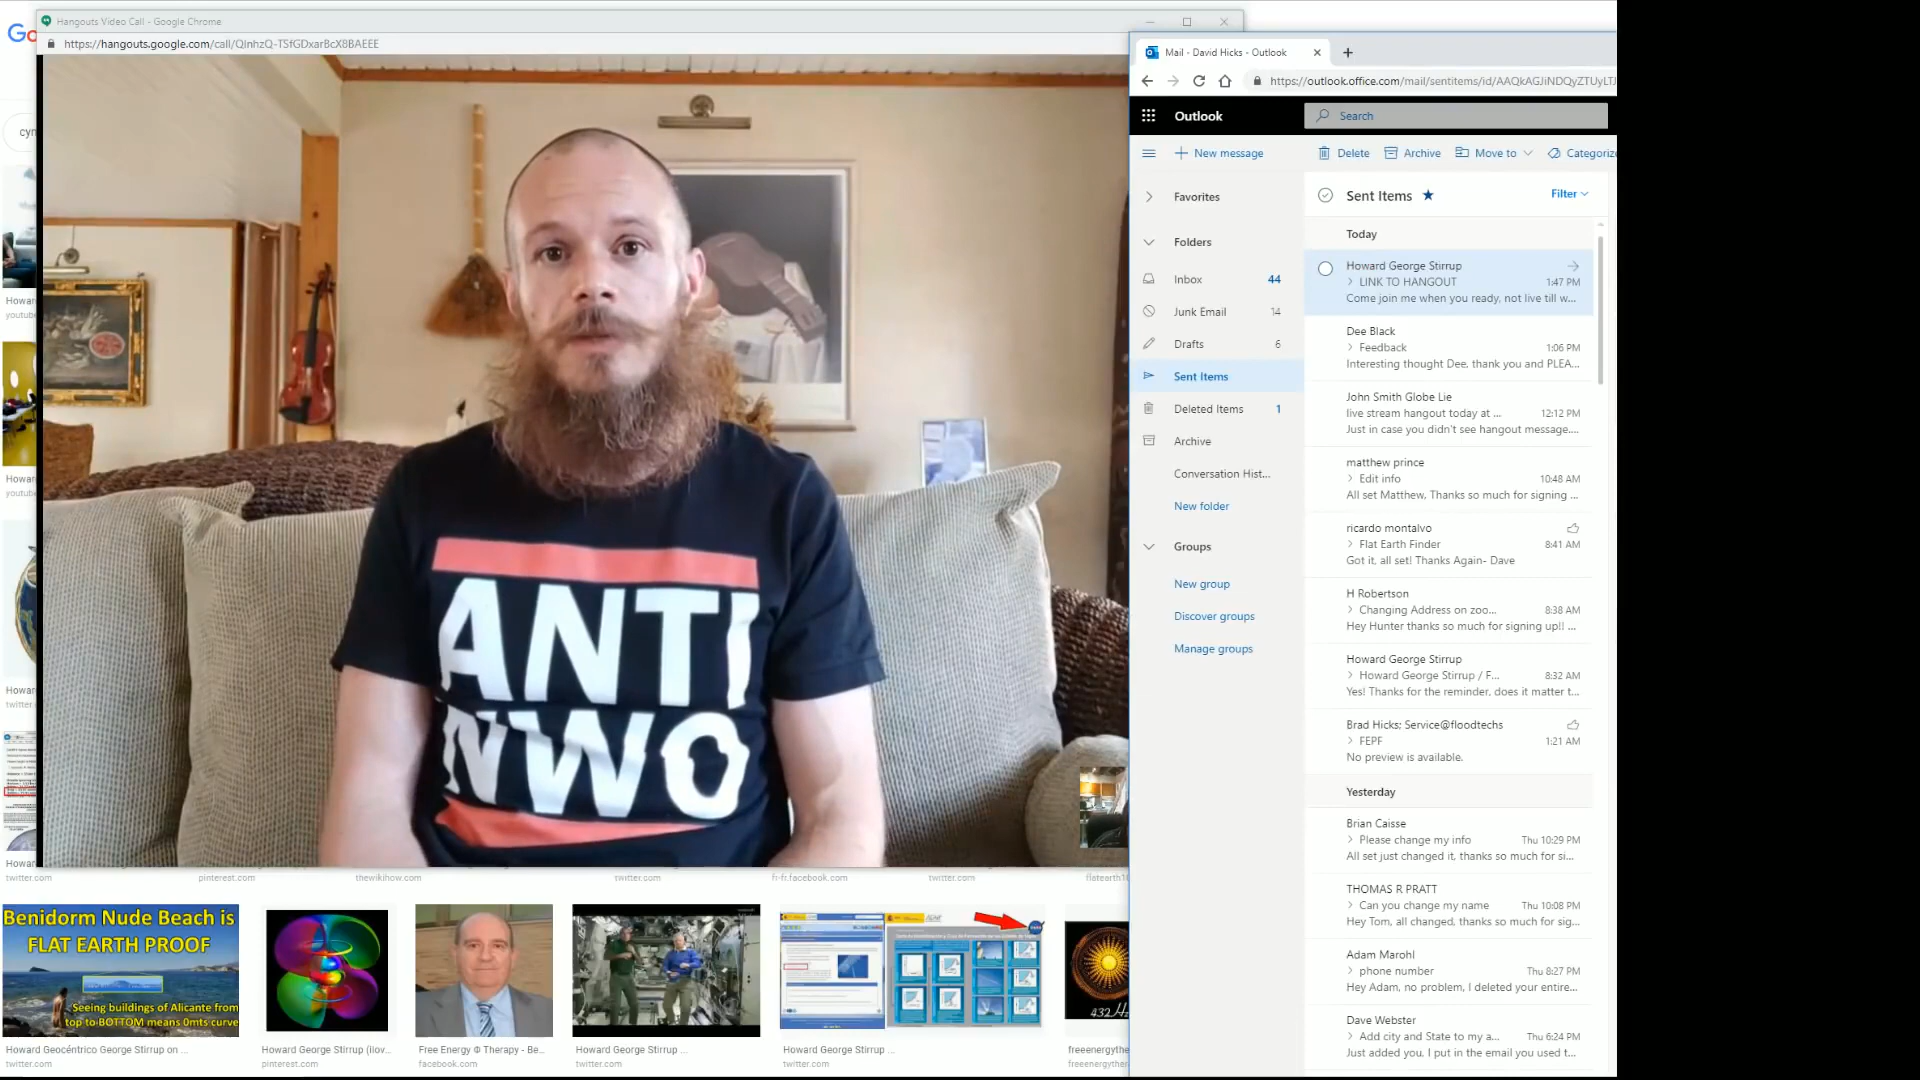 Hangouts Video Call - Google Chrome
https://hangouts.google.com/call/QInhzQ-TSfGDxarBcX8BAEEE
Go
cyn
ANTI
NWO
Howar
youtube
Howar
youtube
Howar
twitter.
Howar
twitter.com
pinterest.com
thewikihow.com
twitter.com
fr-fr.facebook.com
twitter.com
flatearth10
Benidorm Nude Beach is
FLAT EARTH PROOF
Seeing buildings of Alicante from
top to BOTTOM means 0mts curve
432Hz
Howard Geocéntrico George Stirrup on ...
twitter.com
Howard George Stirrup (ilov...
pinterest.com
Free Energy Φ Therapy - Be...
facebook.com
Howard George Stirrup ...
twitter.com
Howard George Stirrup ...
twitter.com
freeenergythe
freeenergyther
Mail - David Hicks - Outlook
https://outlook.office.com/mail/sentitems/id/AAQkAGJiNDQyZTUyLTJ
Outlook
Search
New message
Delete
Archive
Move to
Categorize
Favorites
Folders
Inbox 44
Junk Email 14
Drafts 6
Sent Items
Deleted Items 1
Archive
Conversation Hist...
New folder
Groups
New group
Discover groups
Manage groups
Sent Items
Filter
Today
Howard George Stirrup
LINK TO HANGOUT 1:47 PM
Come join me when you ready, not live till w...
Dee Black
Feedback 1:06 PM
Interesting thought Dee, thank you and PLEA...
John Smith Globe Lie
live stream hangout today at ... 12:12 PM
Just in case you didn't see hangout message....
matthew prince
Edit info 10:48 AM
All set Matthew, Thanks so much for signing ...
ricardo montalvo
Flat Earth Finder 8:41 AM
Got it, all set! Thanks Again- Dave
H Robertson
Changing Address on zoo... 8:38 AM
Hey Hunter thanks so much for signing up!! ...
Howard George Stirrup
Howard George Stirrup / F... 8:32 AM
Yes! Thanks for the reminder, does it matter t...
Brad Hicks; Service@floodtechs
FEPF 1:21 AM
No preview is available.
Yesterday
Brian Caisse
Please change my info Thu 10:29 PM
All set just changed it, thanks so much for si...
THOMAS R PRATT
Can you change my name Thu 10:08 PM
Hey Tom, all changed, thanks so much for sig...
Adam Marohl
phone number Thu 8:27 PM
Hey Adam, no problem, I deleted your entire...
Dave Webster
Add city and State to my a... Thu 6:24 PM
Just added you. I put in the email you used t...